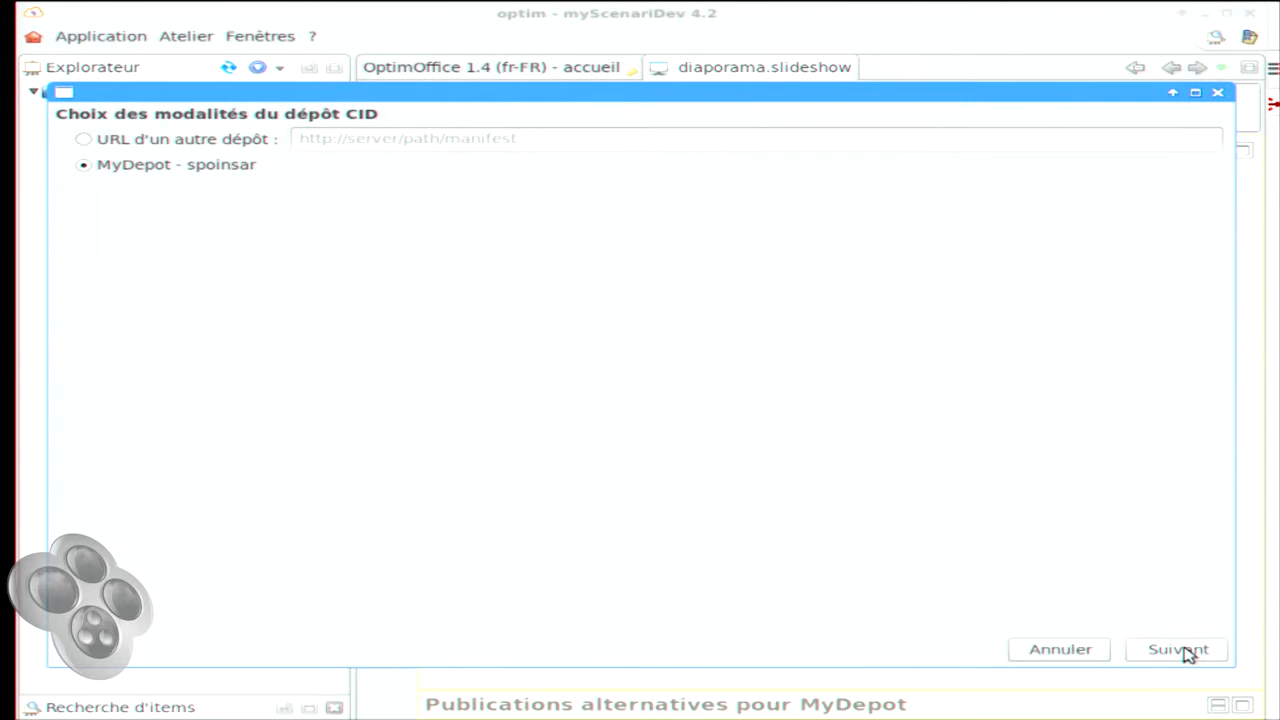 optim - myScenariDev 4.2
Application Atelier Fenêtres ?
Explorateur
OptimOffice 1.4 (fr-FR) - accueil
diaporama.slideshow
Choix des modalités du dépôt CID
URL d'un autre dépôt : http://server/path/manifest
MyDepot - spoinsar
Annuler Suivant
Recherche d'items
Publications alternatives pour MyDepot